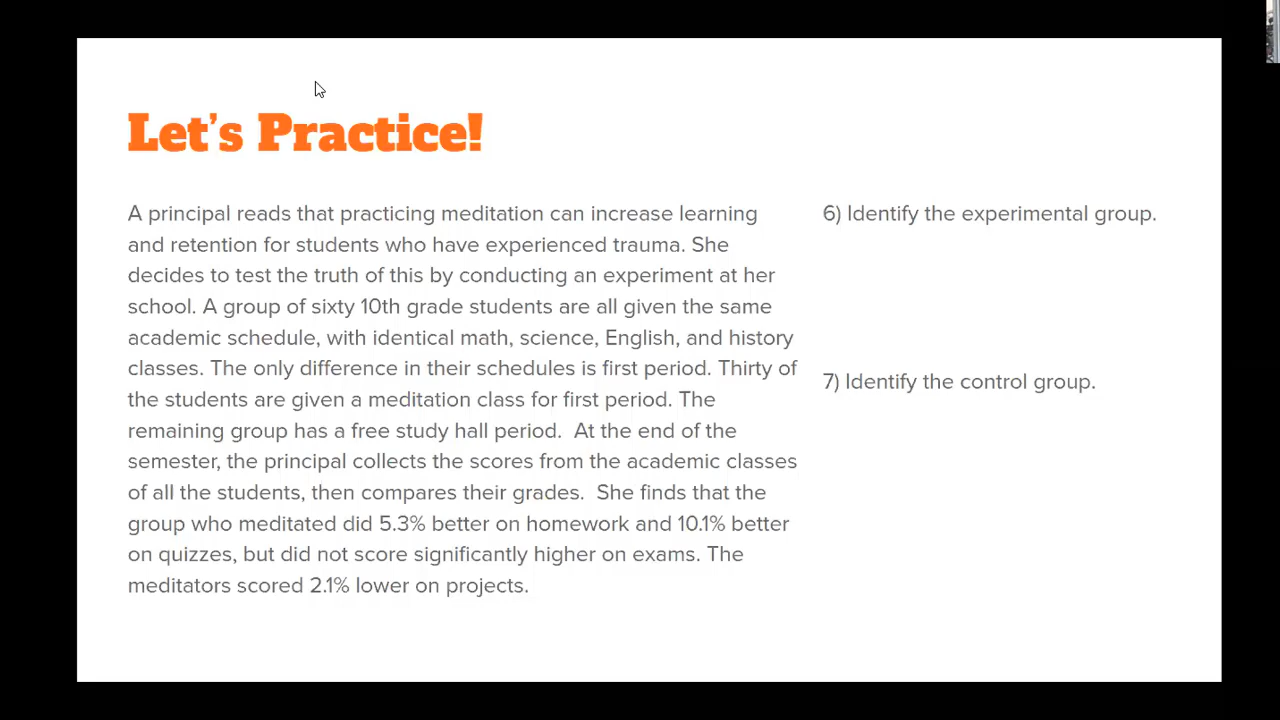 Let's Practice!
A principal reads that practicing meditation can increase learning
and retention for students who have experienced trauma. She
decides to test the truth of this by conducting an experiment at her
school. A group of sixty 10th grade students are all given the same
academic schedule, with identical math, science, English, and history
classes. The only difference in their schedules is first period. Thirty of
the students are given a meditation class for first period. The
remaining group has a free study hall period.  At the end of the
semester, the principal collects the scores from the academic classes
of all the students, then compares their grades.  She finds that the
group who meditated did 5.3% better on homework and 10.1% better
on quizzes, but did not score significantly higher on exams. The
meditators scored 2.1% lower on projects.
6) Identify the experimental group.
7) Identify the control group.